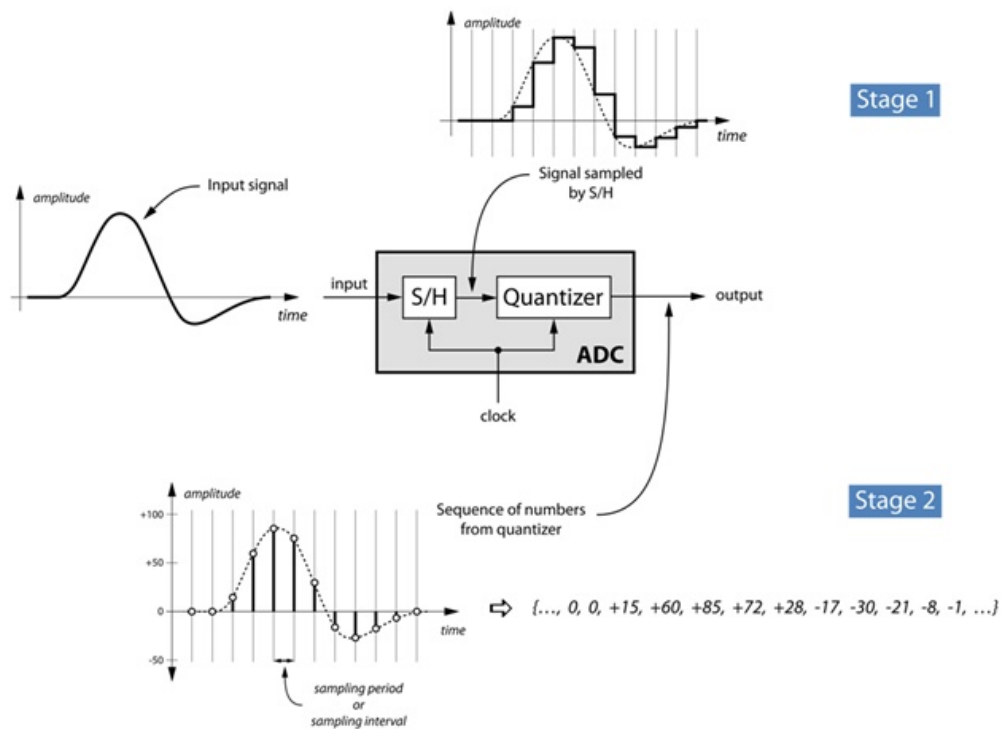 amplitude
time
Stage 1
Signal sampled
by S/H
Input signal
amplitude
time
input
S/H
Quantizer
output
ADC
clock
Stage 2
Sequence of numbers
from quantizer
amplitude
+100
+50
0
-50
time
{..., 0, 0, +15, +60, +85, +72, +28, -17, -30, -21, -8, -1, ...}
sampling period
or
sampling interval